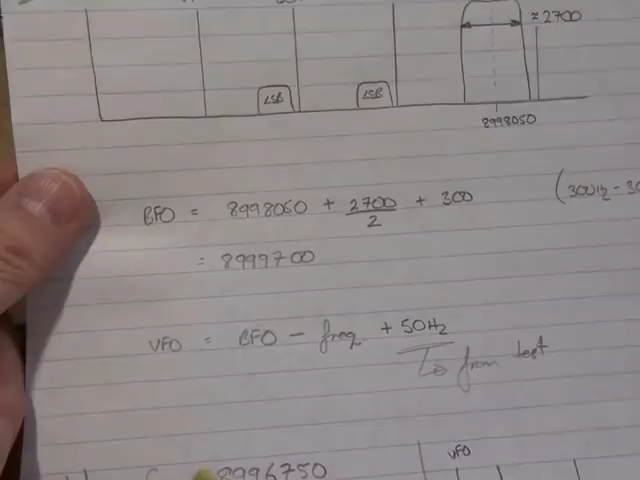 ≈ 2700
LSB LSB
8998050
BFO = 8998050 + 2700/2 + 300 (300Hz - 30
= 8999700
VFO = BFO - freq + 50Hz
from test
8996750
VFO